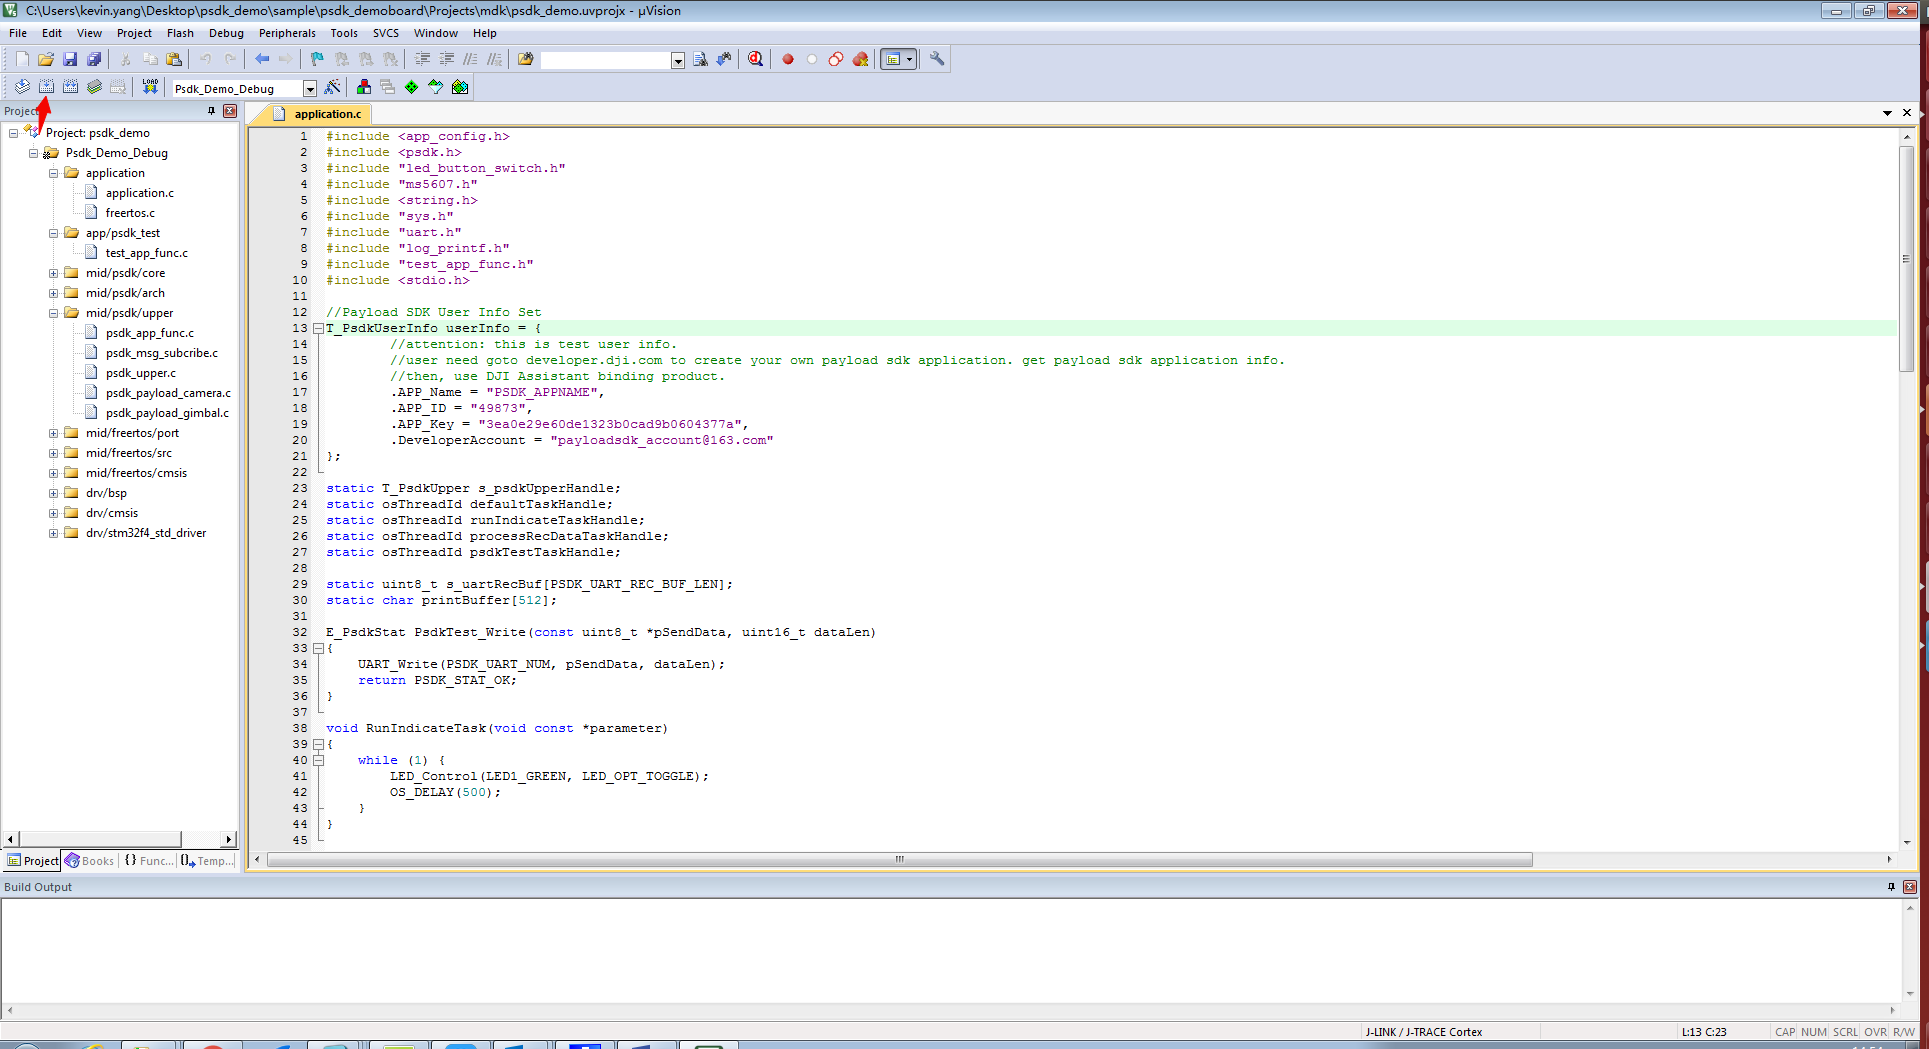 C:\Users\kevin.yang\Desktop\psdk_demo\sample\psdk_demoboard\Projects\mdk\psdk_demo.uvprojx - µVision
File Edit View Project Flash Debug Peripherals Tools SVCS Window Help
LOAD
Psdk_Demo_Debug
Project
Project: psdk_demo
Psdk_Demo_Debug
application
application.c
freertos.c
app/psdk_test
test_app_func.c
mid/psdk/core
mid/psdk/arch
mid/psdk/upper
psdk_app_func.c
psdk_msg_subcribe.c
psdk_upper.c
psdk_payload_camera.c
psdk_payload_gimbal.c
mid/freertos/port
mid/freertos/src
mid/freertos/cmsis
drv/bsp
drv/cmsis
drv/stm32f4_std_driver
Project Books {} Func... Temp...
application.c
1 #include <app_config.h>
2 #include <psdk.h>
3 #include "led_button_switch.h"
4 #include "ms5607.h"
5 #include <string.h>
6 #include "sys.h"
7 #include "uart.h"
8 #include "log_printf.h"
9 #include "test_app_func.h"
10 #include <stdio.h>
11
12 //Payload SDK User Info Set
13 T_PsdkUserInfo userInfo = {
14 //attention: this is test user info.
15 //user need goto developer.dji.com to create your own payload sdk application. get payload sdk application info.
16 //then, use DJI Assistant binding product.
17 .APP_Name = "PSDK_APPNAME",
18 .APP_ID = "49873",
19 .APP_Key = "3ea0e29e60de1323b0cad9b0604377a",
20 .DeveloperAccount = "payloadsdk_account@163.com"
21 };
22
23 static T_PsdkUpper s_psdkUpperHandle;
24 static osThreadId defaultTaskHandle;
25 static osThreadId runIndicateTaskHandle;
26 static osThreadId processRecDataTaskHandle;
27 static osThreadId psdkTestTaskHandle;
28
29 static uint8_t s_uartRecBuf[PSDK_UART_REC_BUF_LEN];
30 static char printBuffer[512];
31
32 E_PsdkStat PsdkTest_Write(const uint8_t *pSendData, uint16_t dataLen)
33 {
34 UART_Write(PSDK_UART_NUM, pSendData, dataLen);
35 return PSDK_STAT_OK;
36 }
37
38 void RunIndicateTask(void const *parameter)
39 {
40 while (1) {
41 LED_Control(LED1_GREEN, LED_OPT_TOGGLE);
42 OS_DELAY(500);
43 }
44 }
45
Build Output
J-LINK / J-TRACE Cortex L:13 C:23 CAP NUM SCRL OVR R/W